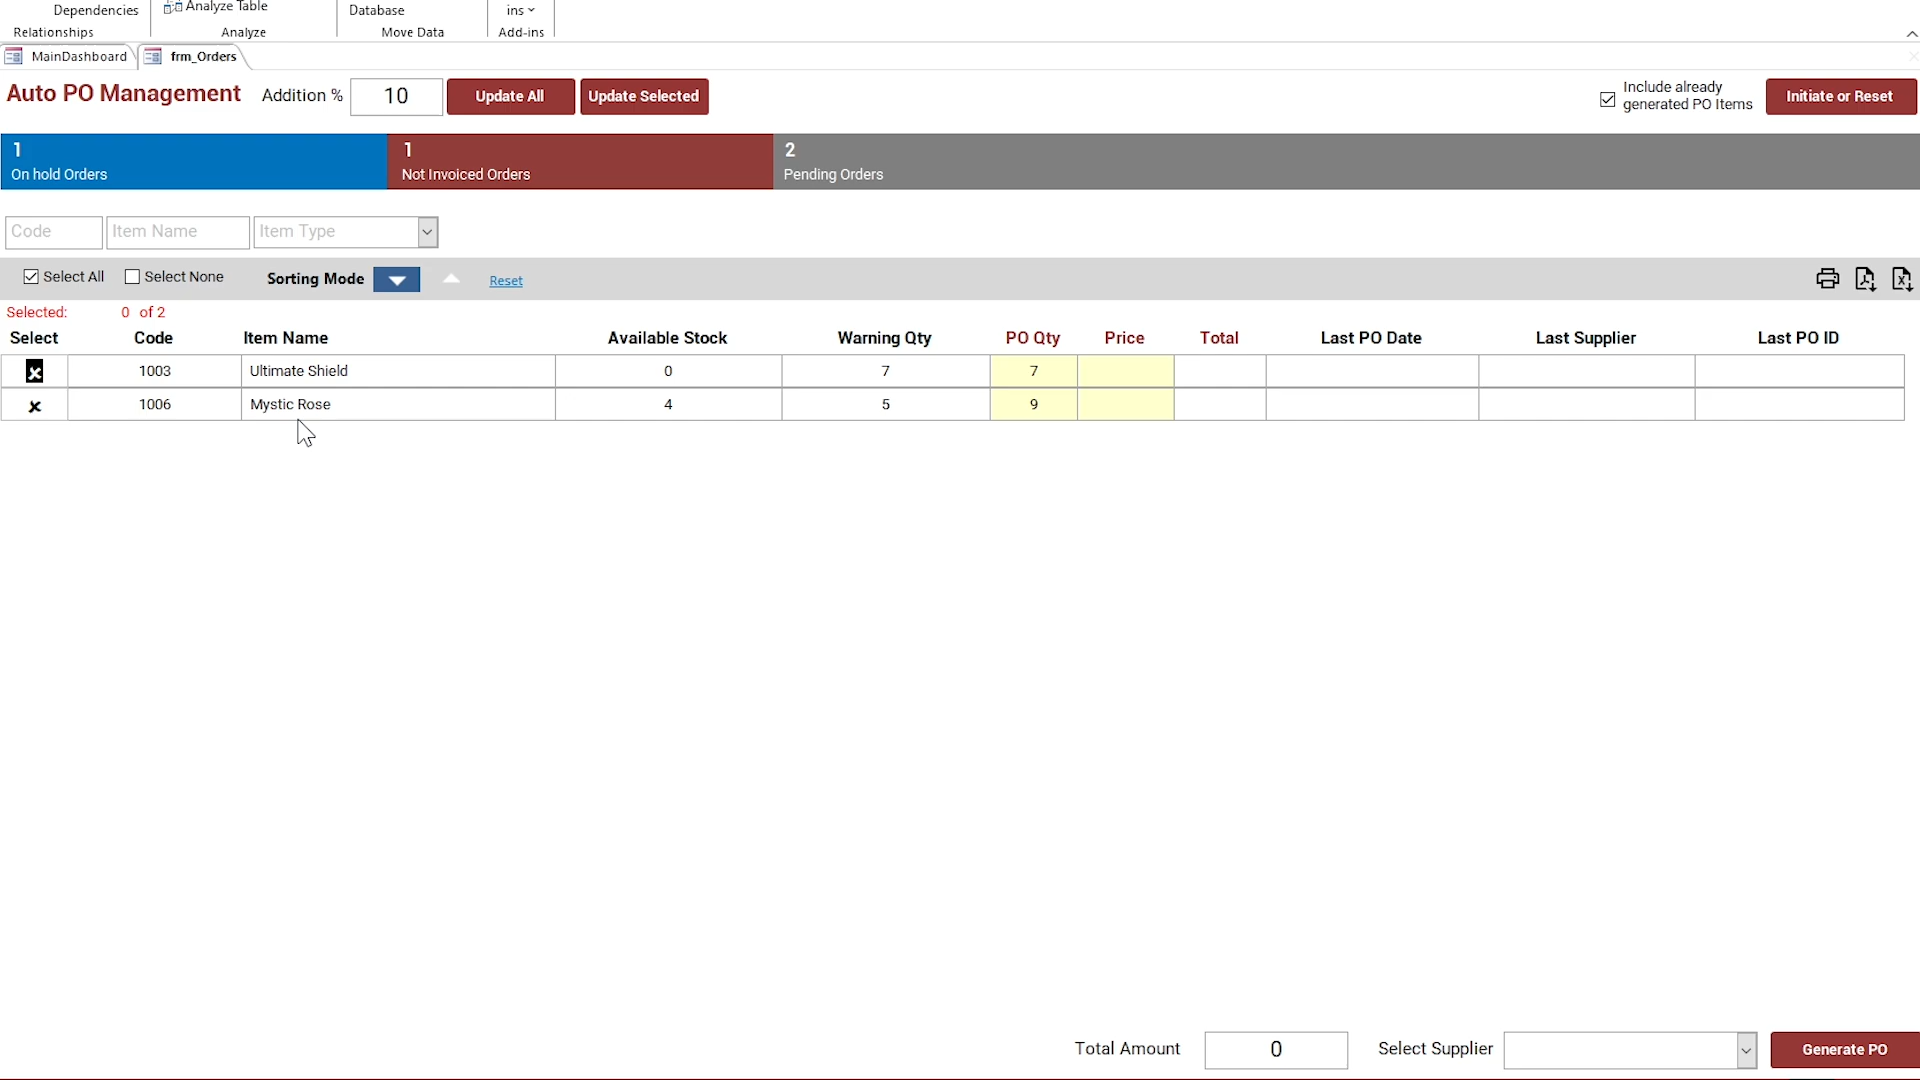 Dependencies
Analyze Table
Database
ins
Relationships
Analyze
Move Data
Add-ins
MainDashboard
frm_Orders
Auto PO Management
Addition %
10
Update All
Update Selected
Include already
generated PO Items
Initiate or Reset
1
On hold Orders
1
Not Invoiced Orders
2
Pending Orders
Code
Item Name
Item Type
Select All
Select None
Sorting Mode
Reset
Selected: 0 of 2
Select Code Item Name Available Stock Warning Qty PO Qty Price Total Last PO Date Last Supplier Last PO ID
1003 Ultimate Shield 0 7 7
1006 Mystic Rose 4 5 9
Total Amount 0 Select Supplier Generate PO